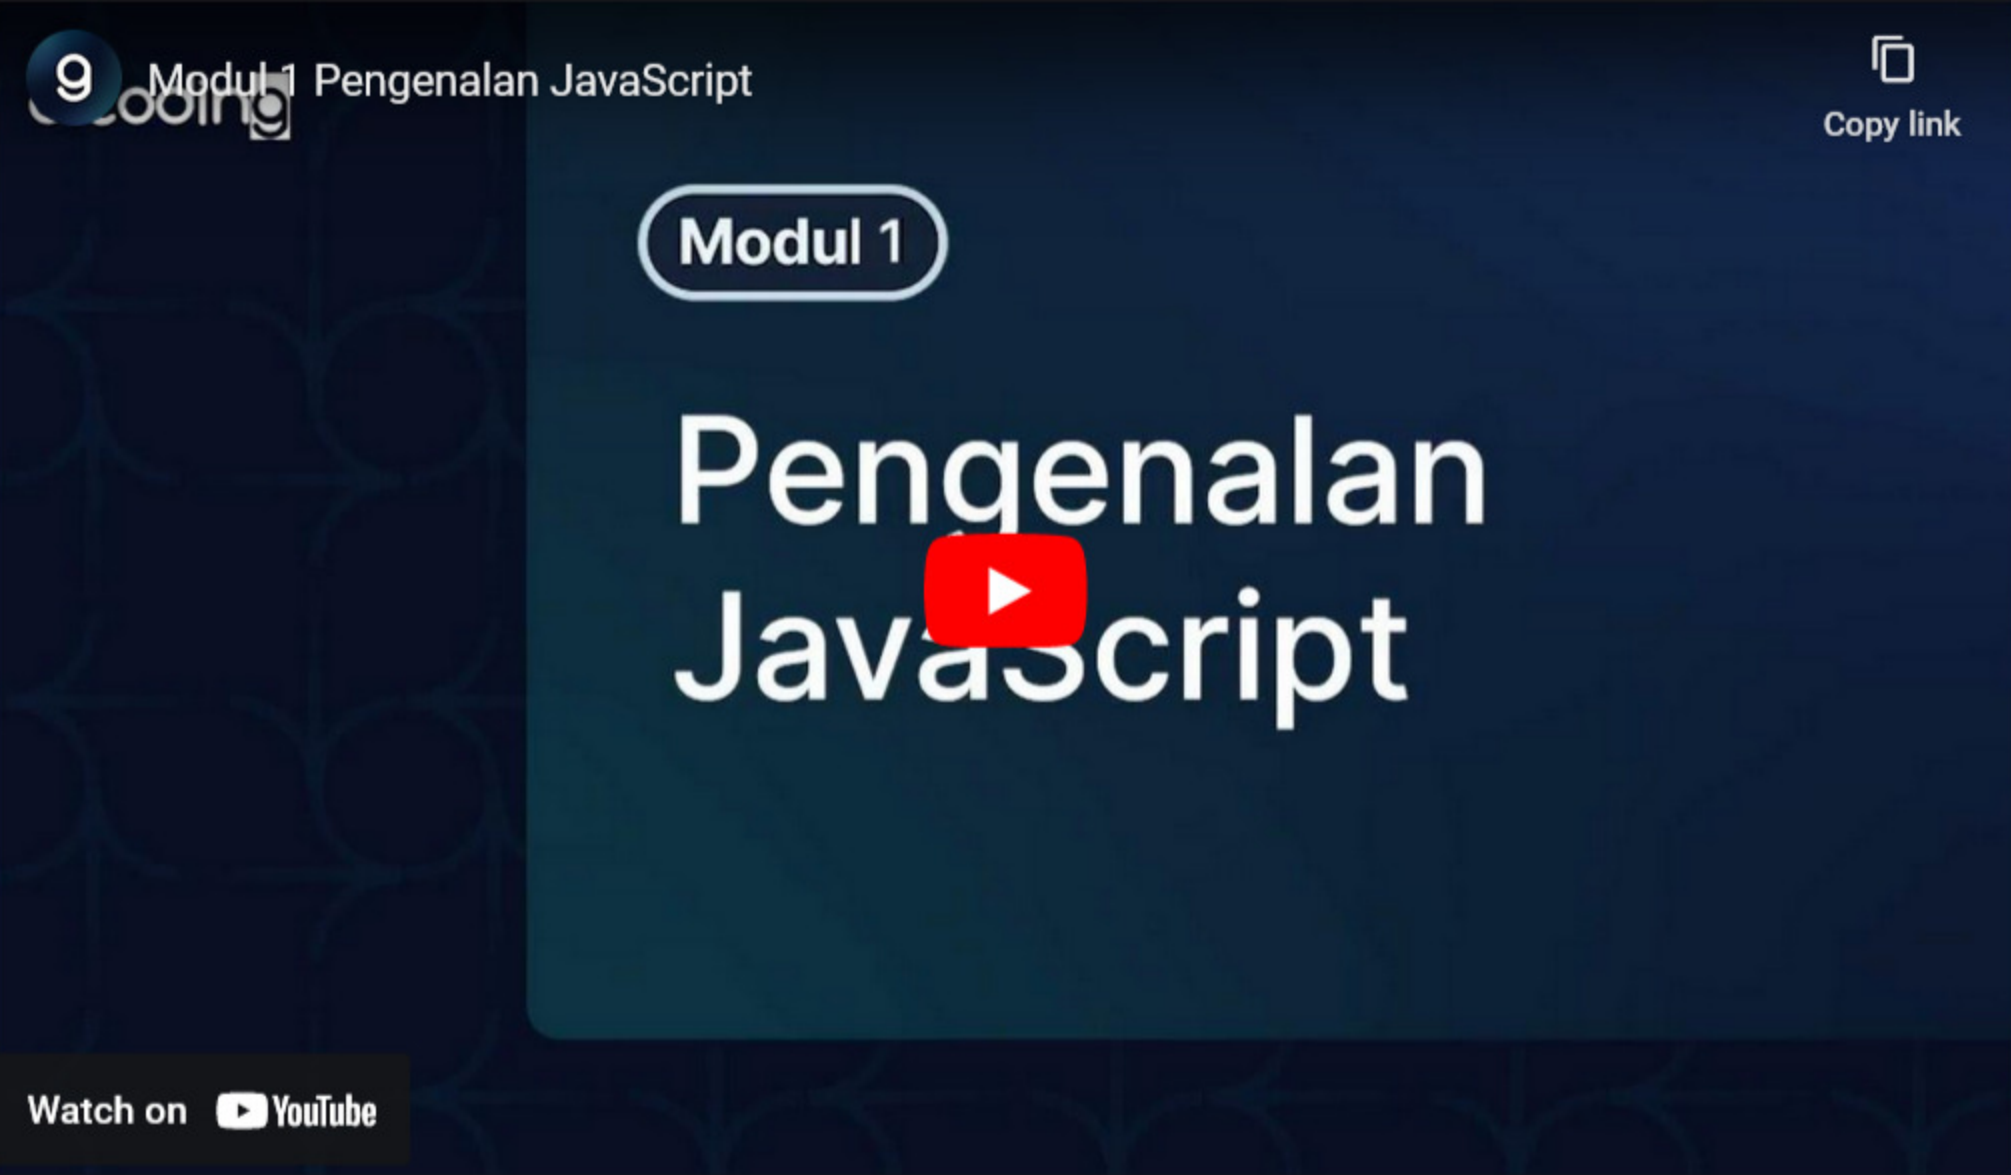 Modul 1 Pengenalan JavaScript
Copy link
Modul 1
Pengenalan
JavaScript
Watch on YouTube